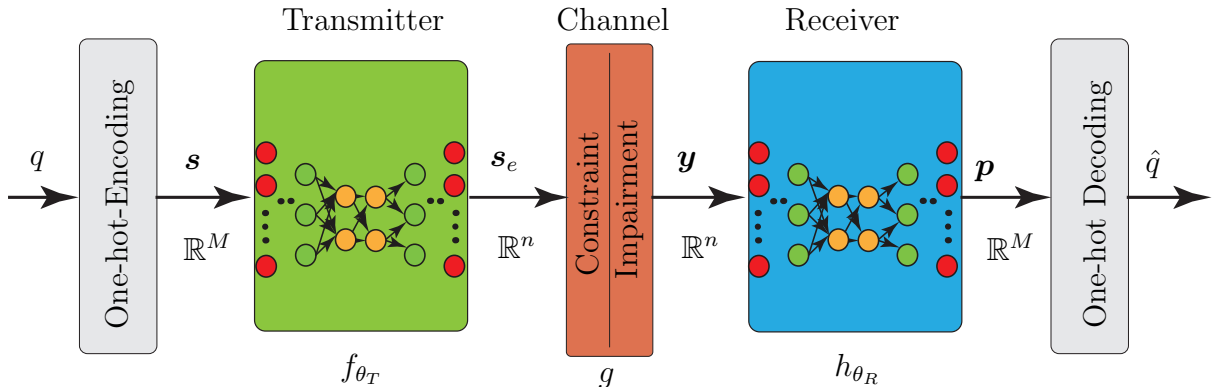 Transmitter
Channel
Receiver
q
One-hot-Encoding
s
ℝ^M
s_e
ℝ^n
Constraint
Impairment
y
ℝ^n
p
ℝ^M
One-hot Decoding
q̂
f_{θ_T}
g
h_{θ_R}